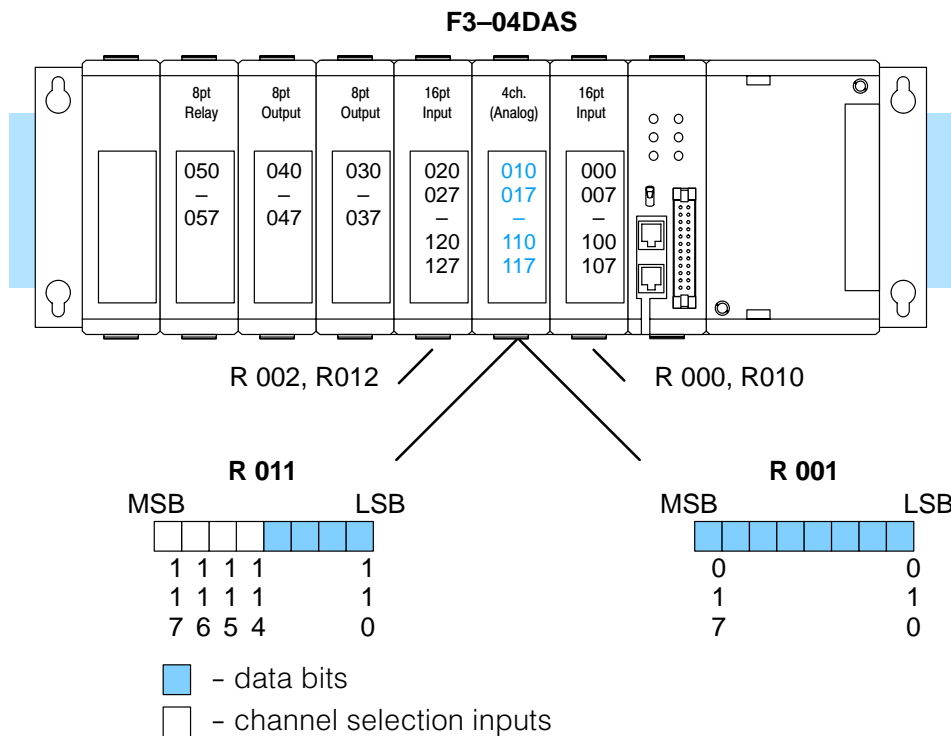 F3–04DAS
8pt Relay
8pt Output
8pt Output
16pt Input
4ch. (Analog)
16pt Input
050 – 057
040 – 047
030 – 037
020 027 – 120 127
010 017 – 110 117
000 007 – 100 107
R 002, R012
R 000, R010
R 011
MSB LSB
1 1 1 1 1
1 1 1 1 1
7 6 5 4 0
R 001
MSB LSB
0 0
1 1
7 0
- data bits
- channel selection inputs